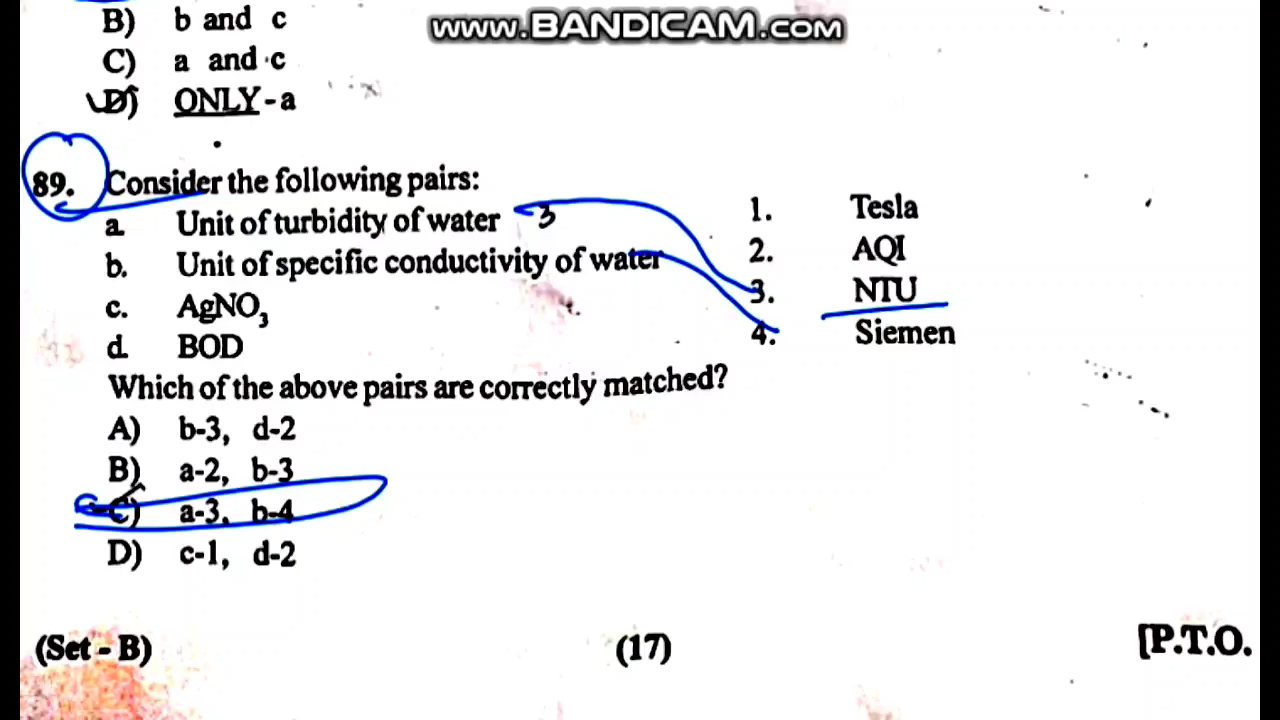 www.BANDICAM.com
B) b and c
C) a and c
D) ONLY - a
89. Consider the following pairs:
a. Unit of turbidity of water 3 1. Tesla
b. Unit of specific conductivity of water 2. AQI
c. AgNO₃ 3. NTU
d. BOD 4. Siemen
Which of the above pairs are correctly matched?
A) b-3, d-2
B) a-2, b-3
C) a-3, b-4
D) c-1, d-2
(Set - B) (17) [P.T.O.